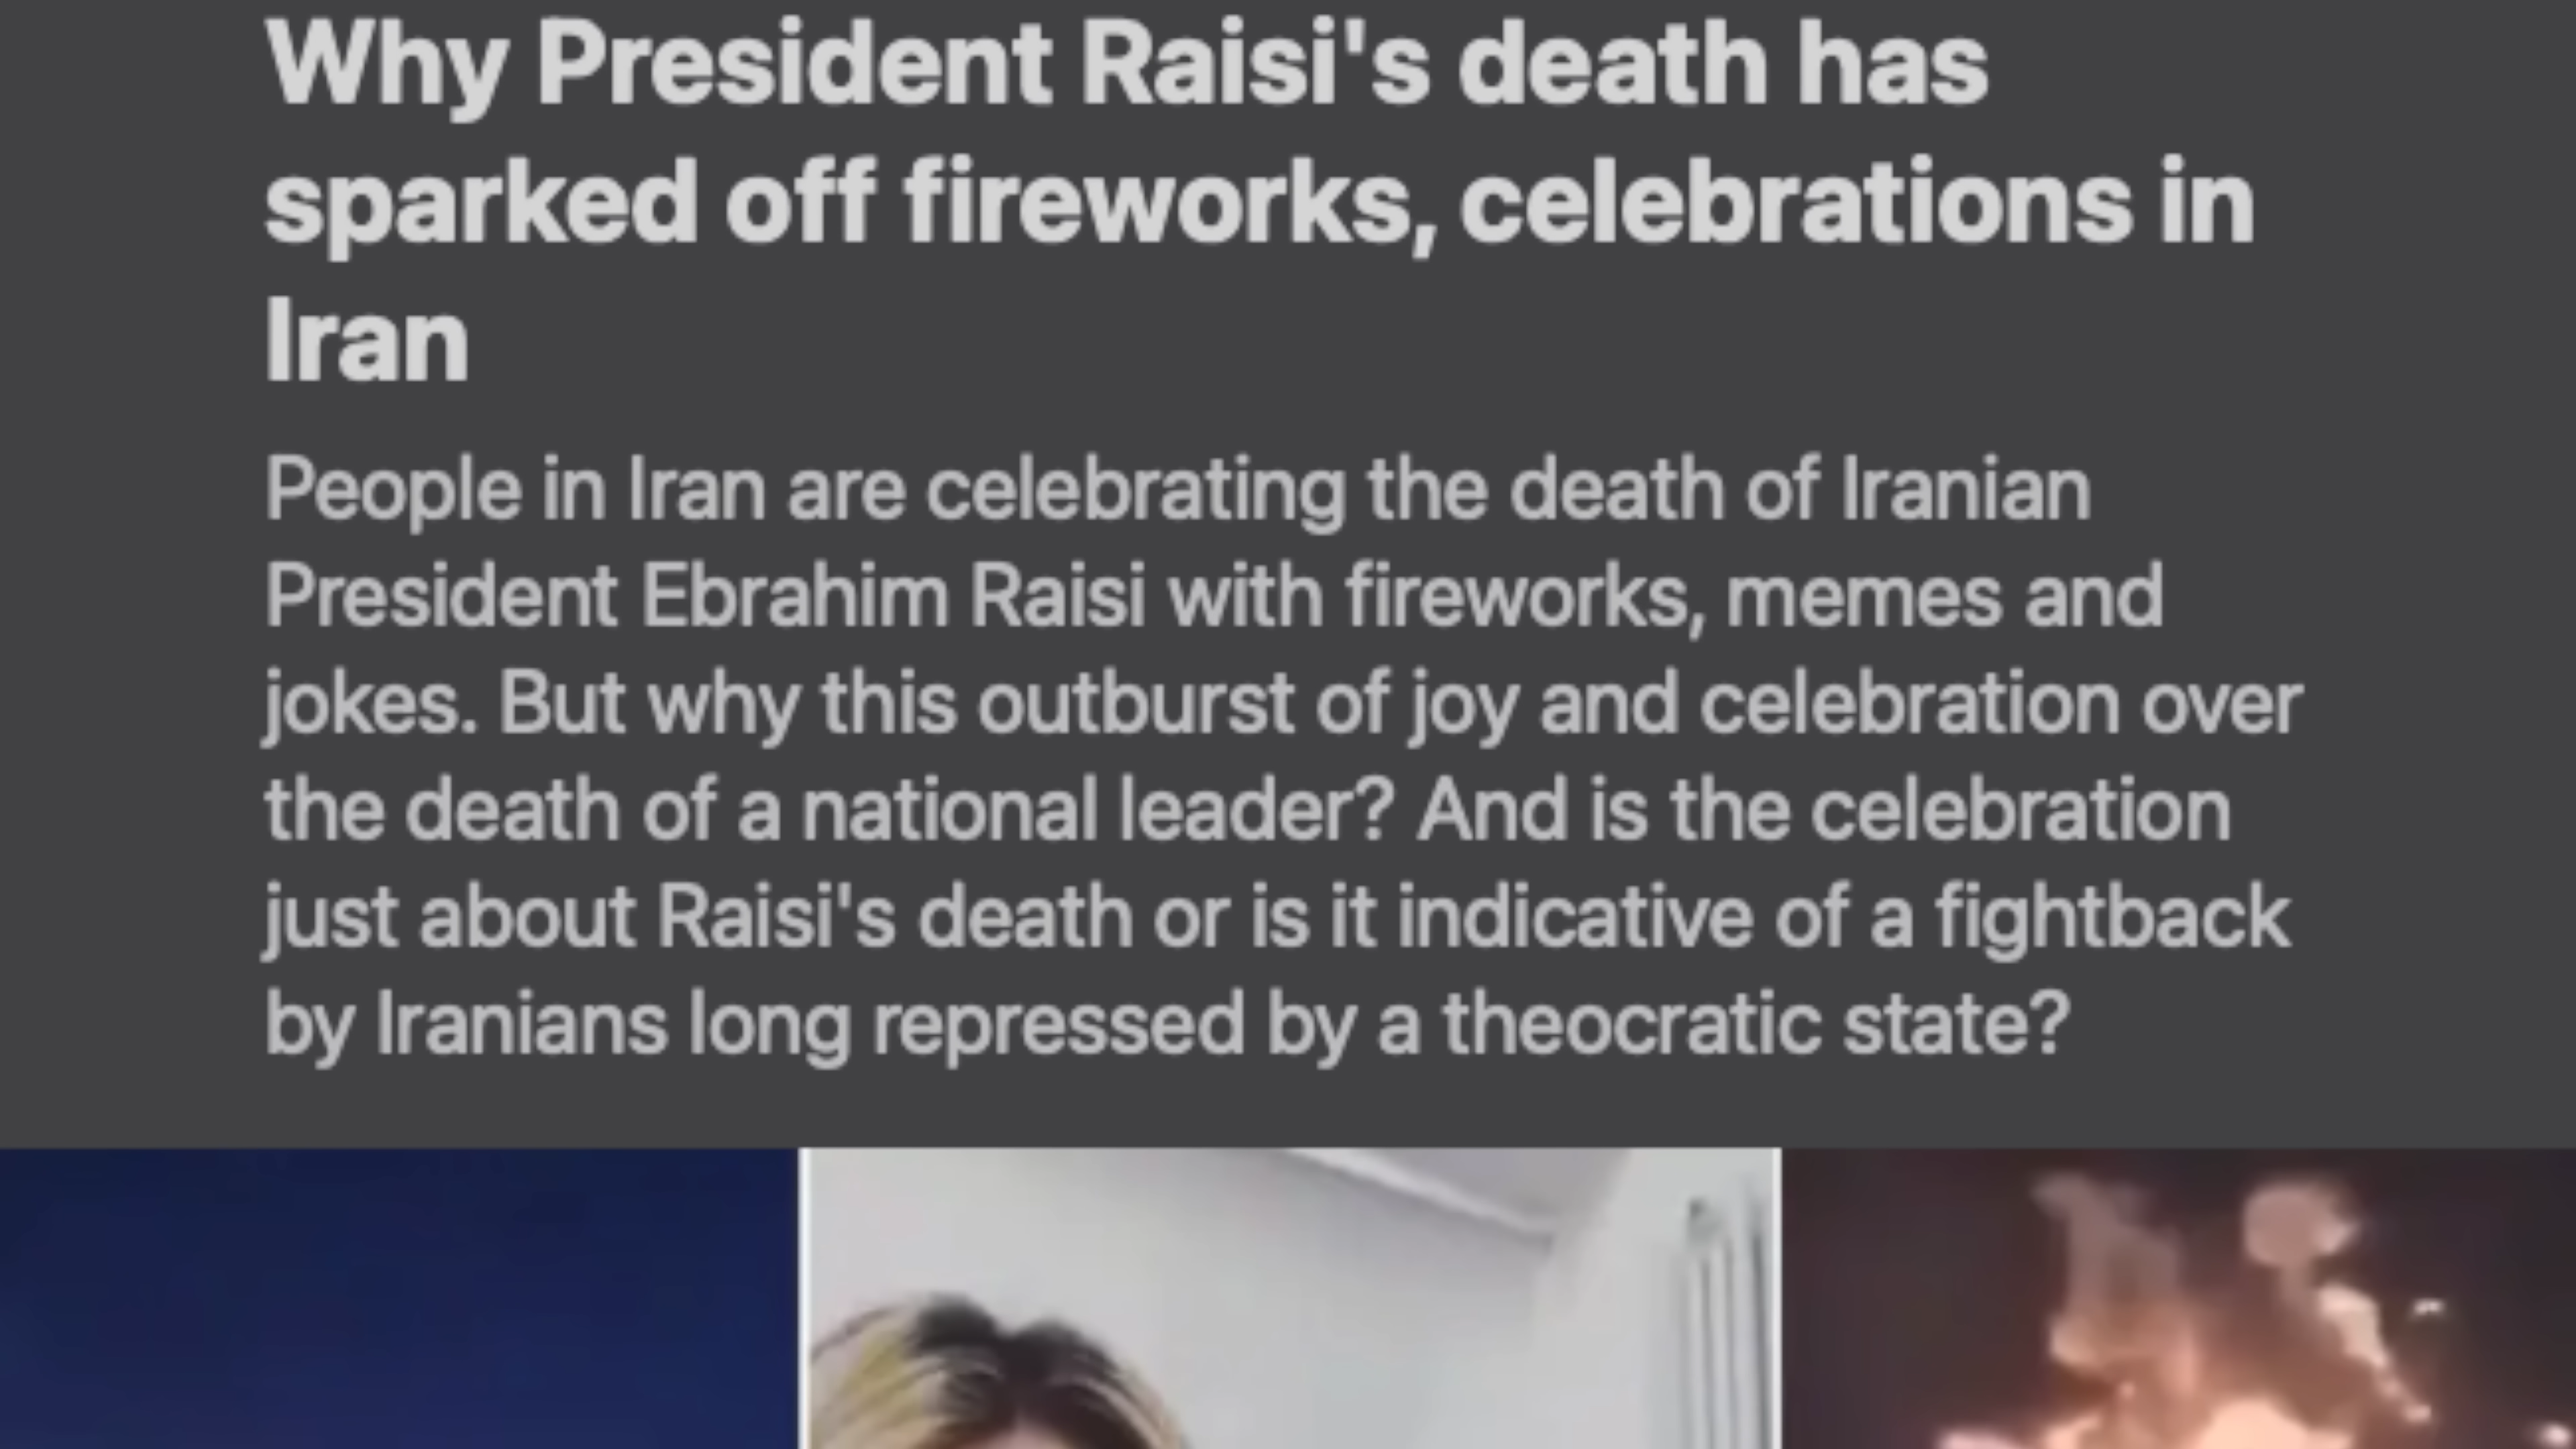 Why President Raisi's death has
sparked off fireworks, celebrations in
Iran
People in Iran are celebrating the death of Iranian
President Ebrahim Raisi with fireworks, memes and
jokes. But why this outburst of joy and celebration over
the death of a national leader? And is the celebration
just about Raisi's death or is it indicative of a fightback
by Iranians long repressed by a theocratic state?